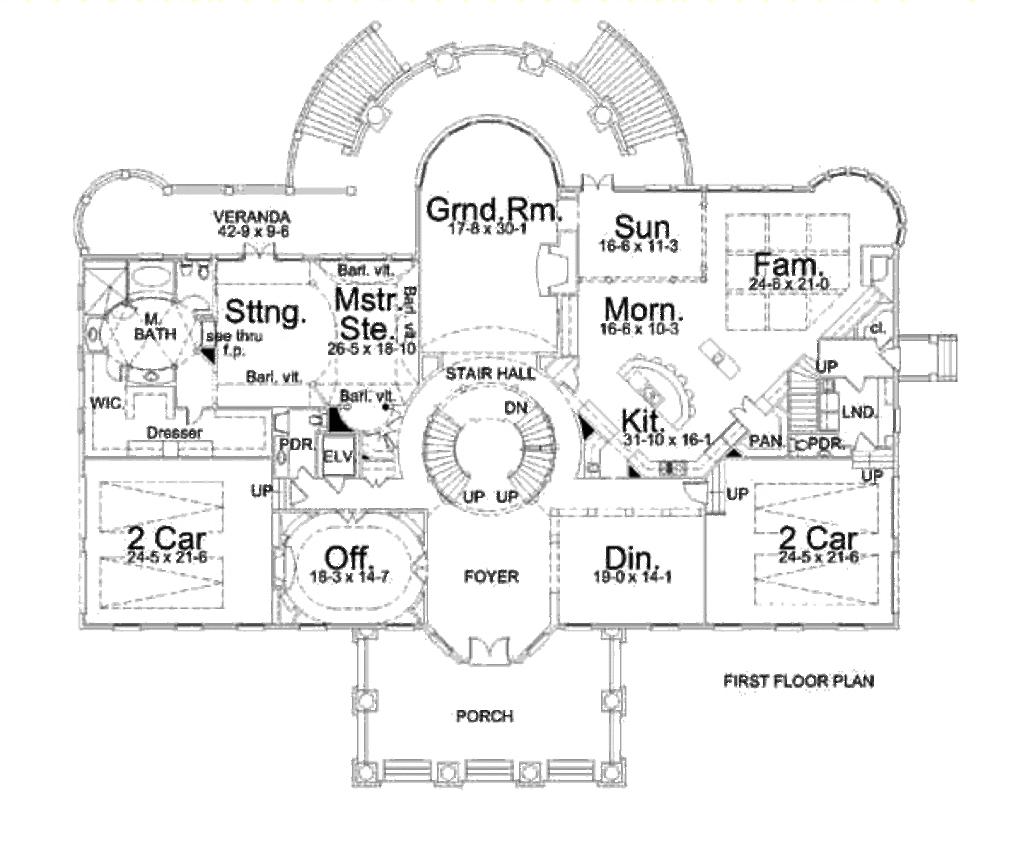 VERANDA
42-9 x 9-6
Grnd.Rm.
17-8 x 30-1
Sun
16-6 x 11-3
Fam.
24-6 x 21-0
Barl. vlt.
Mstr.
Ste.
26-5 x 18-10
Barl. vlt.
Sttng.
see thru
f.p.
M.
BATH
Morn.
16-6 x 10-3
cl.
UP
Barl. vlt.
STAIR HALL
Barl. vlt.
WIC.
Dresser
DN
Kit.
31-10 x 16-1
LND.
PAN.
PDR.
PDR.
ELV.
UP
UP UP
UP
UP
2 Car
24-5 x 21-6
Off.
18-3 x 14-7
FOYER
Din.
19-0 x 14-1
2 Car
24-5 x 21-6
FIRST FLOOR PLAN
PORCH